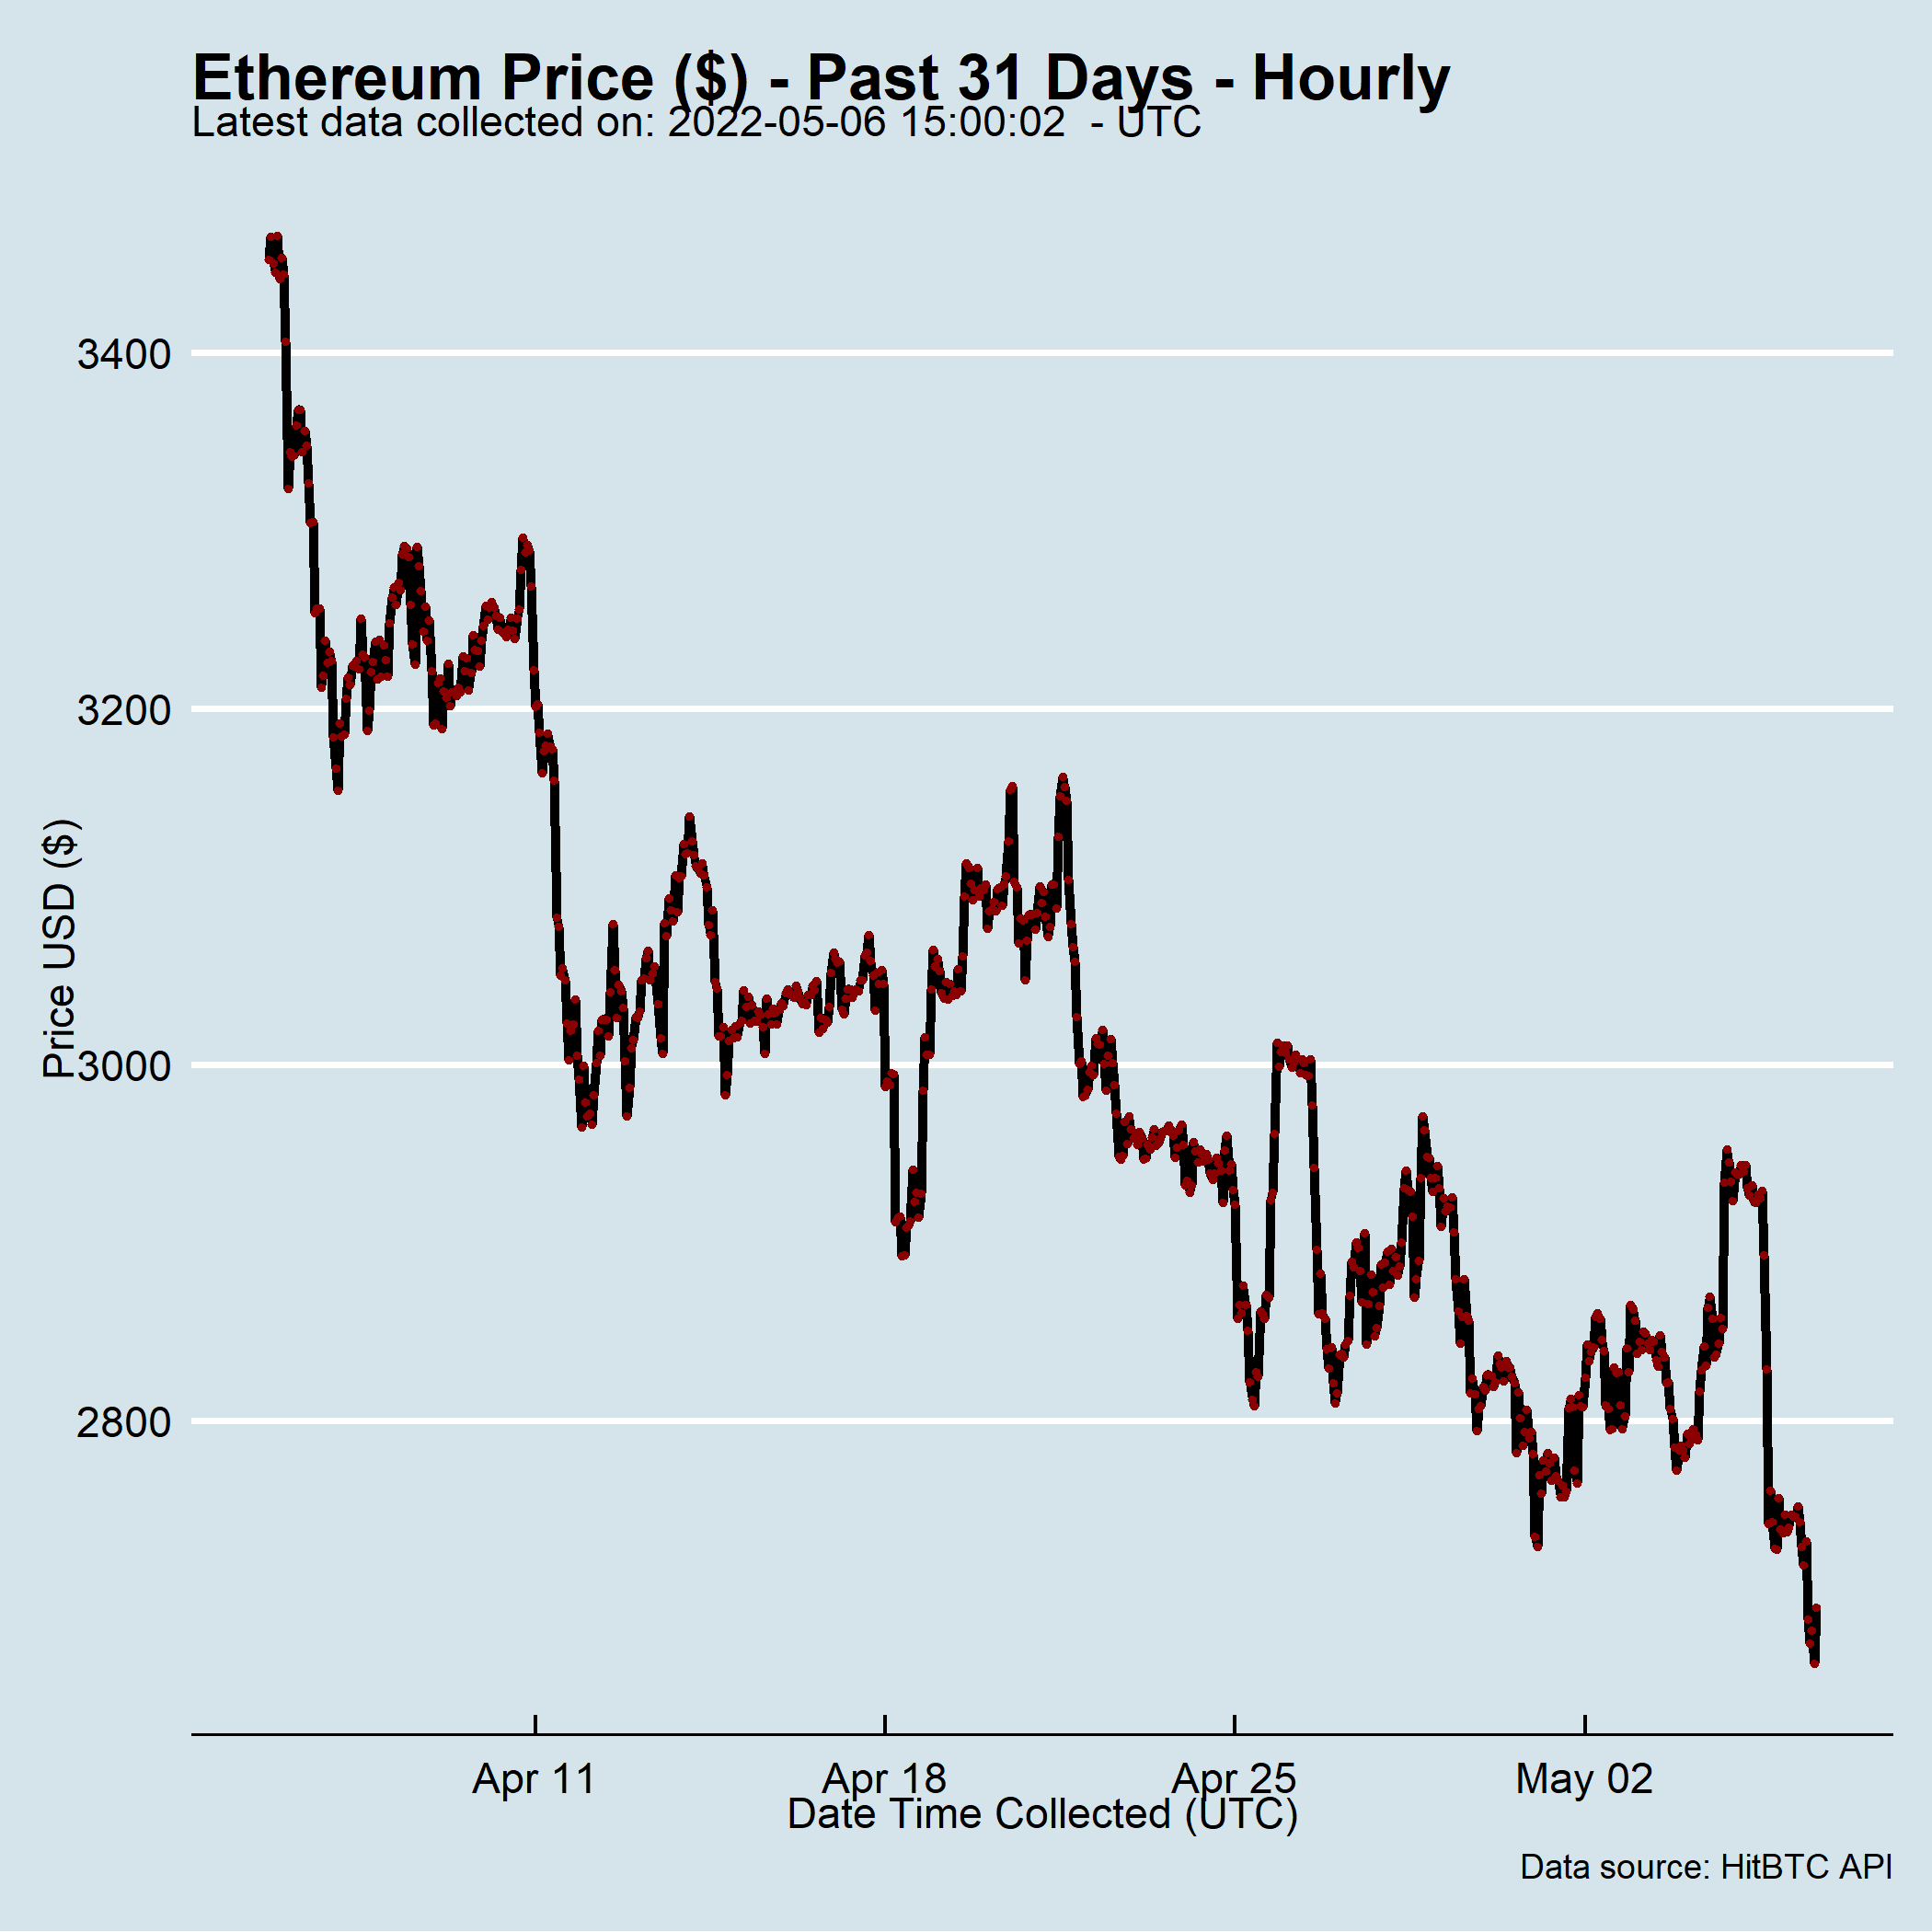 Ethereum Price ($) - Past 31 Days - Hourly
Latest data collected on: 2022-05-06 15:00:02  - UTC
3400
3200
Price USD ($)
3000
2800
Apr 11
Apr 18
Apr 25
May 02
Date Time Collected (UTC)
Data source: HitBTC API